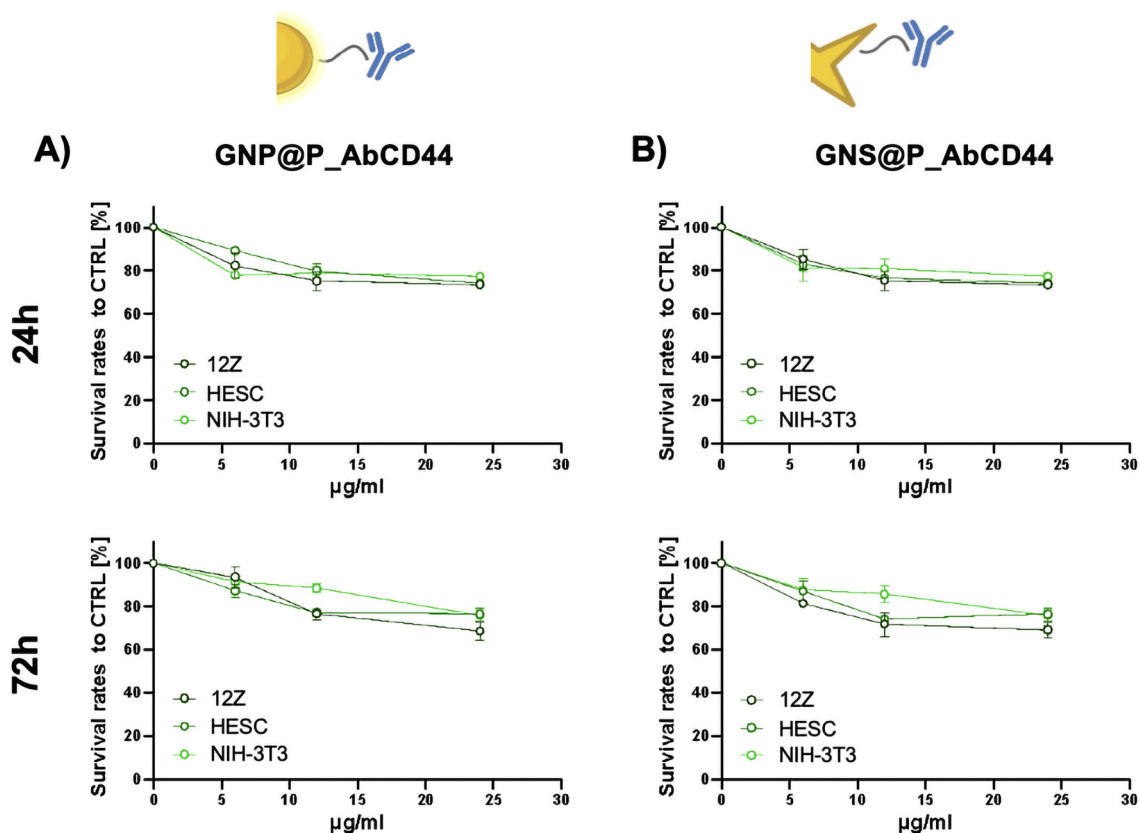 A)
GNP@P_AbCD44
B)
GNS@P_AbCD44
24h
Survival rates to CTRL [%]
100
80
60
40
20
0
12Z
HESC
NIH-3T3
0 5 10 15 20 25 30
µg/ml
Survival rates to CTRL [%]
100
80
60
40
20
0
12Z
HESC
NIH-3T3
0 5 10 15 20 25 30
µg/ml
72h
Survival rates to CTRL [%]
100
80
60
40
20
0
12Z
HESC
NIH-3T3
0 5 10 15 20 25 30
µg/ml
Survival rates to CTRL [%]
100
80
60
40
20
0
12Z
HESC
NIH-3T3
0 5 10 15 20 25 30
µg/ml